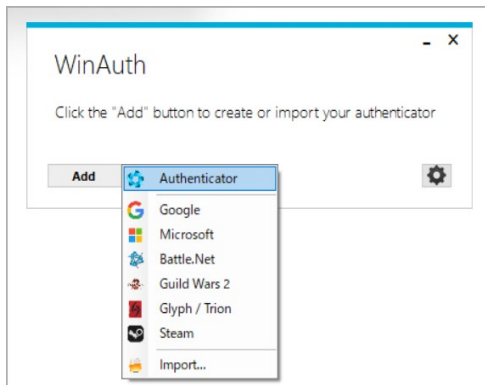 WinAuth
Click the "Add" button to create or import your authenticator
Add
Authenticator
Google
Microsoft
Battle.Net
Guild Wars 2
Glyph / Trion
Steam
Import...